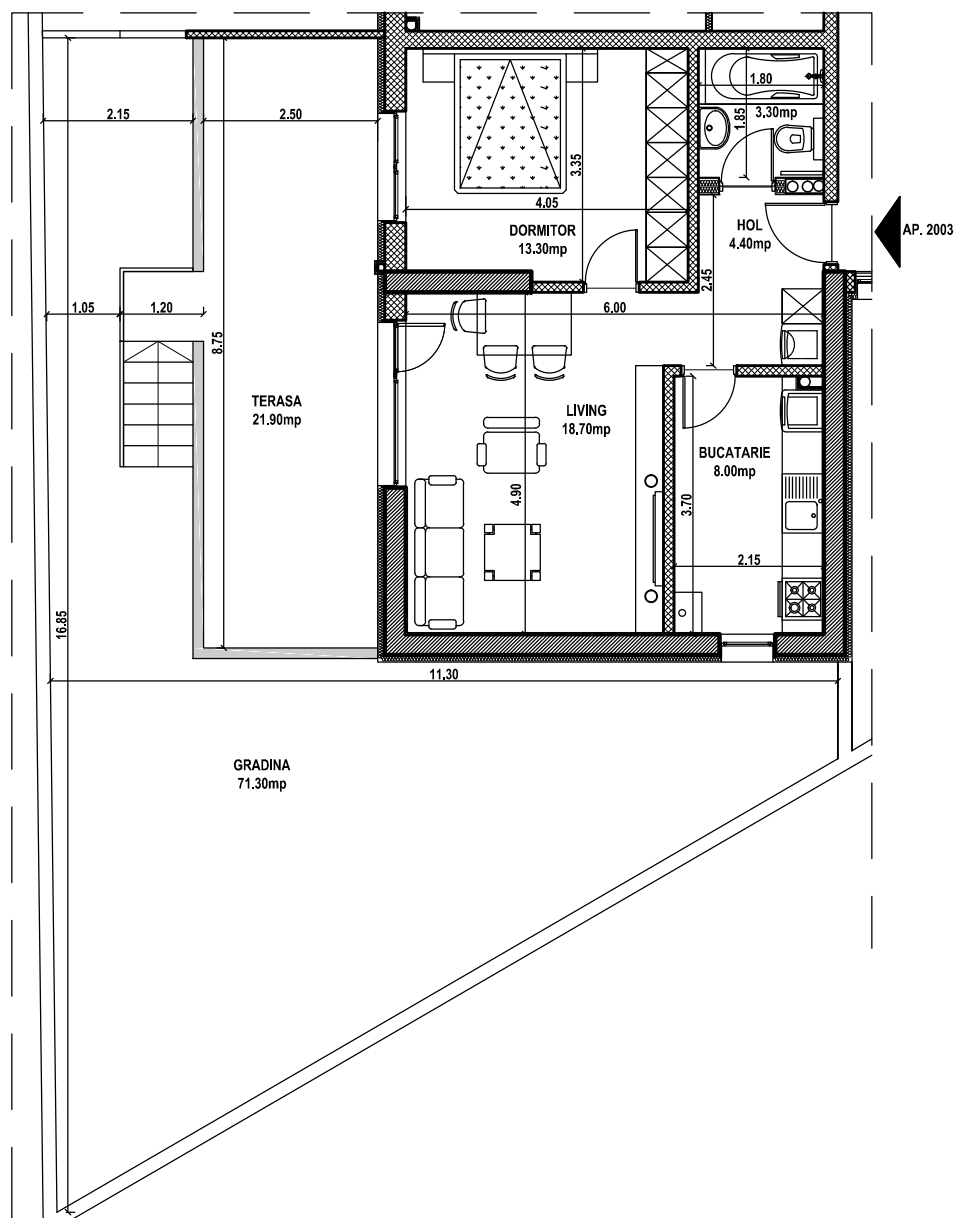 1.80
3.30mp
1.85
2.15
2.50
3.35
4.05
DORMITOR
13.30mp
HOL
4.40mp
AP. 2003
2.45
1.05
1.20
6.00
8.75
TERASA
21.90mp
LIVING
18.70mp
BUCATARIE
8.00mp
4.90
3.70
2.15
16.85
11.30
GRADINA
71.30mp